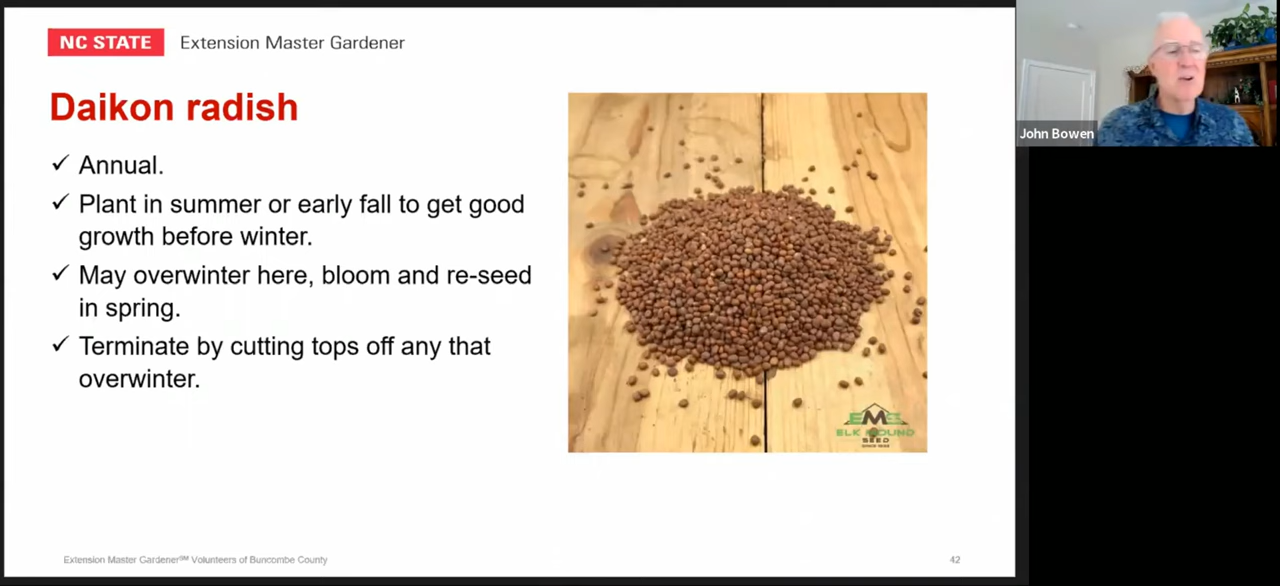 NC STATE Extension Master Gardener
Daikon radish
✓ Annual.
✓ Plant in summer or early fall to get good
growth before winter.
✓ May overwinter here, bloom and re-seed
in spring.
✓ Terminate by cutting tops off any that
overwinter.
EMS
ELK MOUND
SEED
Extension Master Gardener℠ Volunteers of Buncombe County
42
John Bowen